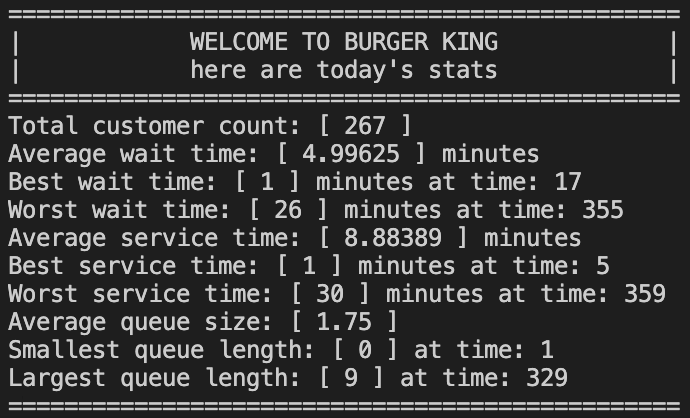 ================================================
| WELCOME TO BURGER KING |
| here are today's stats |
================================================
Total customer count: [ 267 ]
Average wait time: [ 4.99625 ] minutes
Best wait time: [ 1 ] minutes at time: 17
Worst wait time: [ 26 ] minutes at time: 355
Average service time: [ 8.88389 ] minutes
Best service time: [ 1 ] minutes at time: 5
Worst service time: [ 30 ] minutes at time: 359
Average queue size: [ 1.75 ]
Smallest queue length: [ 0 ] at time: 1
Largest queue length: [ 9 ] at time: 329
================================================